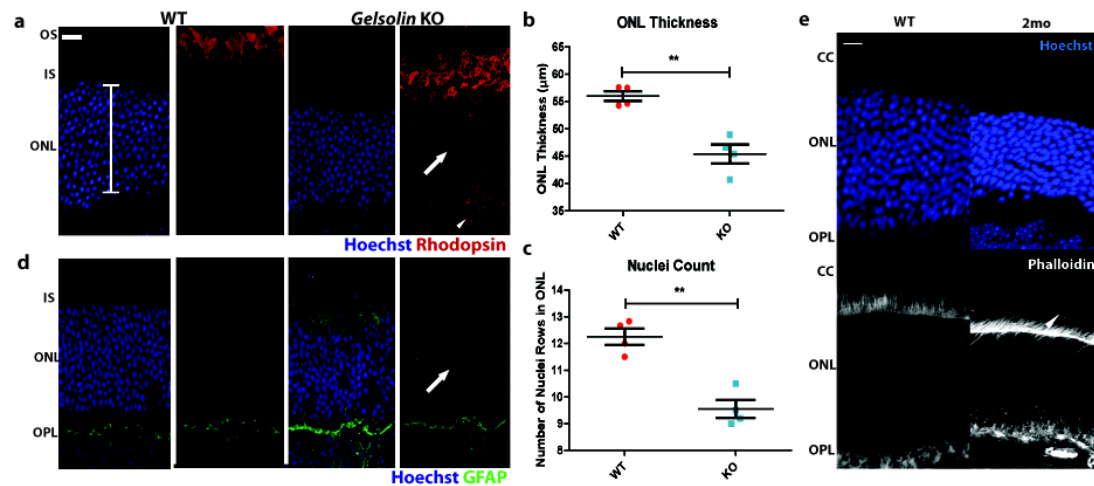 WT
Gelsolin KO
a
OS
IS
ONL
Hoechst Rhodopsin
d
IS
ONL
OPL
Hoechst GFAP
b
ONL Thickness
**
ONL Thickness (µm)
65
60
55
50
45
40
35
WT
KO
c
Nuclei Count
**
Number of Nuclei Rows in ONL
14
13
12
11
10
9
8
WT
KO
e
WT
2mo
Hoechst
CC
ONL
OPL
Phalloidin
CC
ONL
OPL